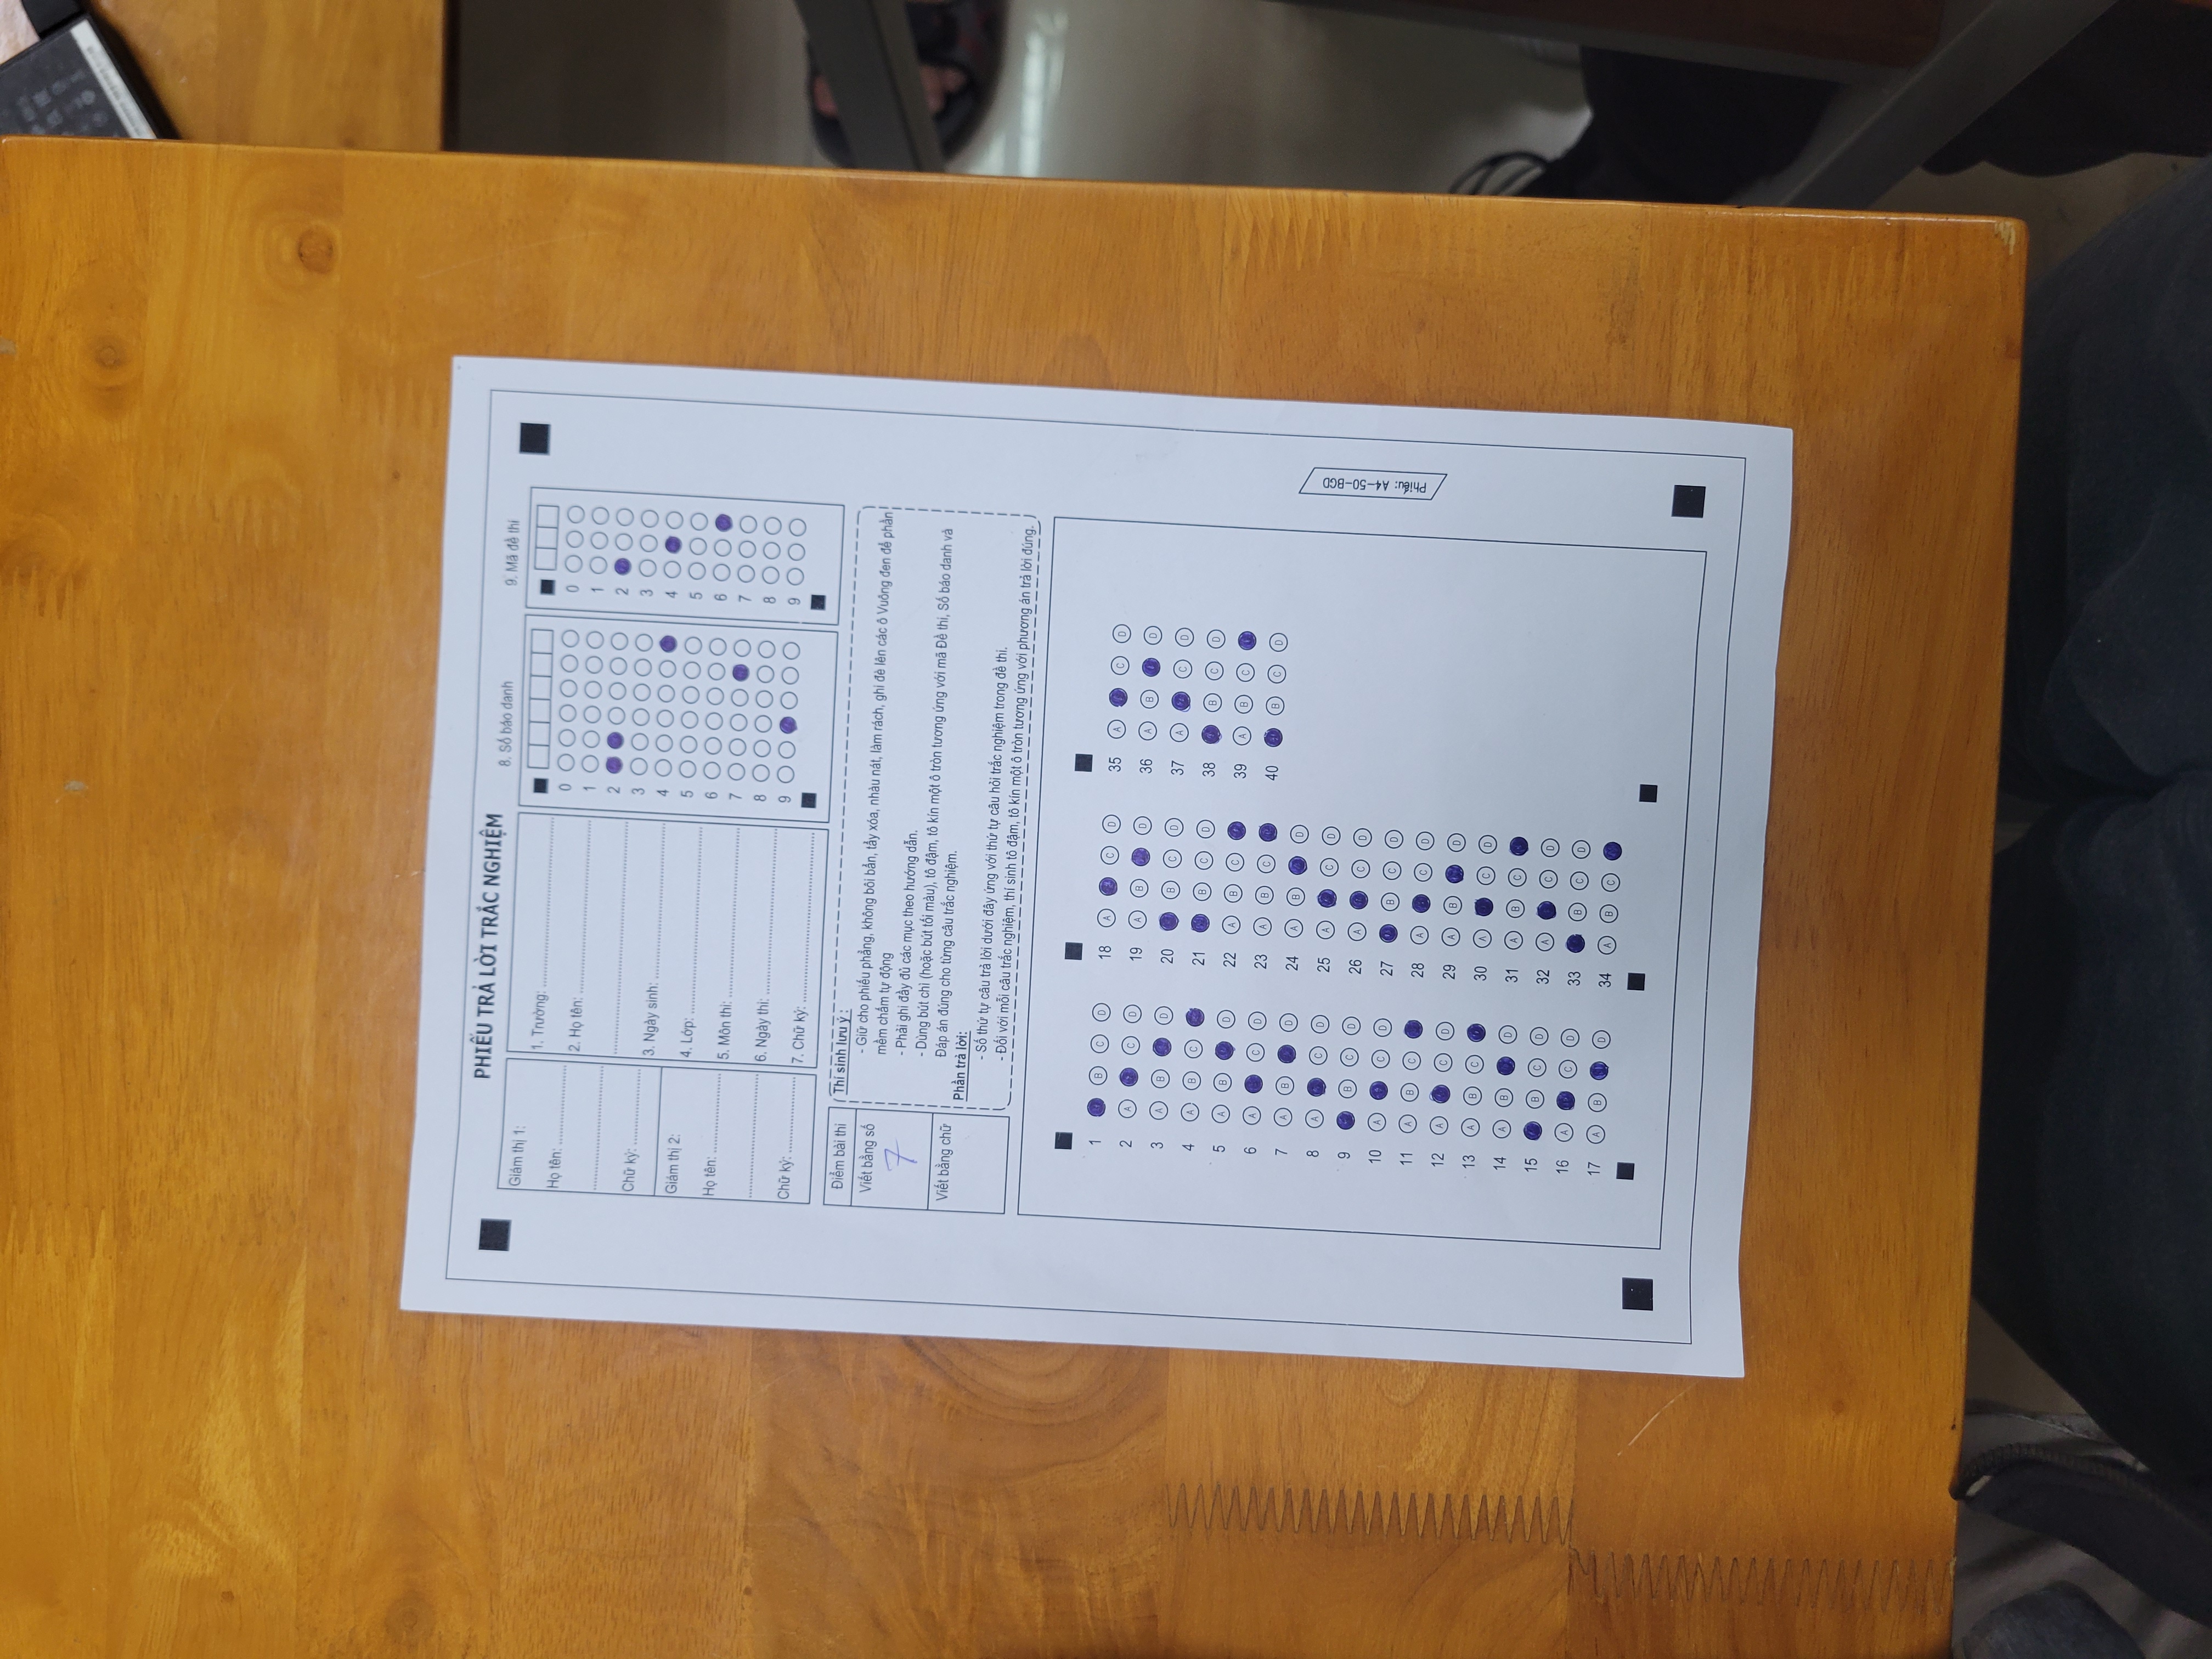 PHIẾU TRẢ LỜI TRẮC NGHIỆM
Giám thị 1:
Họ tên:
Chữ ký:
Giám thị 2:
Họ tên:
Chữ ký:
1. Trường:
2. Họ tên:
3. Ngày sinh:
4. Lớp:
5. Môn thi:
6. Ngày thi:
7. Chữ ký:
8. Số báo danh
0
1
2
3
4
5
6
7
8
9
9. Mã đề thi
0
1
2
3
4
5
6
7
8
9
Điểm bài thi
Viết bằng số
7
Viết bằng chữ
Thí sinh lưu ý :
- Giữ cho phiếu phẳng, không bôi bẩn, tẩy xóa, nhàu nát, làm rách, ghi đè lên các ô Vuông đen để phần
mềm chấm tự động
- Phải ghi đầy đủ các mục theo hướng dẫn.
- Dùng bút chì (hoặc bút tối màu), tô đậm, tô kín một ô tròn tương ứng với mã Đề thi, Số báo danh và
Đáp án đúng cho từng câu trắc nghiệm.
Phần trả lời:
- Số thứ tự câu trả lời dưới đây ứng với thứ tự câu hỏi trắc nghiệm trong đề thi.
- Đối với mỗi câu trắc nghiệm, thí sinh tô đậm, tô kín một ô tròn tương ứng với phương án trả lời đúng.
1 B C D
2 A C D
3 A B D
4 A B C
5 A B D
6 A C D
7 A B D
8 A C D
9 B C D
10 A C D
11 A B C
12 A C D
13 A B C
14 A B D
15 B C D
16 A C D
17 A B D
18 A C D
19 A B D
20 B C D
21 B C D
22 A B C
23 A B C
24 A B D
25 A C D
26 A C D
27 B C D
28 A C D
29 A B D
30 A C D
31 A B C
32 A C D
33 B C D
34 A B C
35 A C D
36 A B D
37 A C D
38 B C D
39 A B C
40 B C D
Phiếu: A4-50-BGD